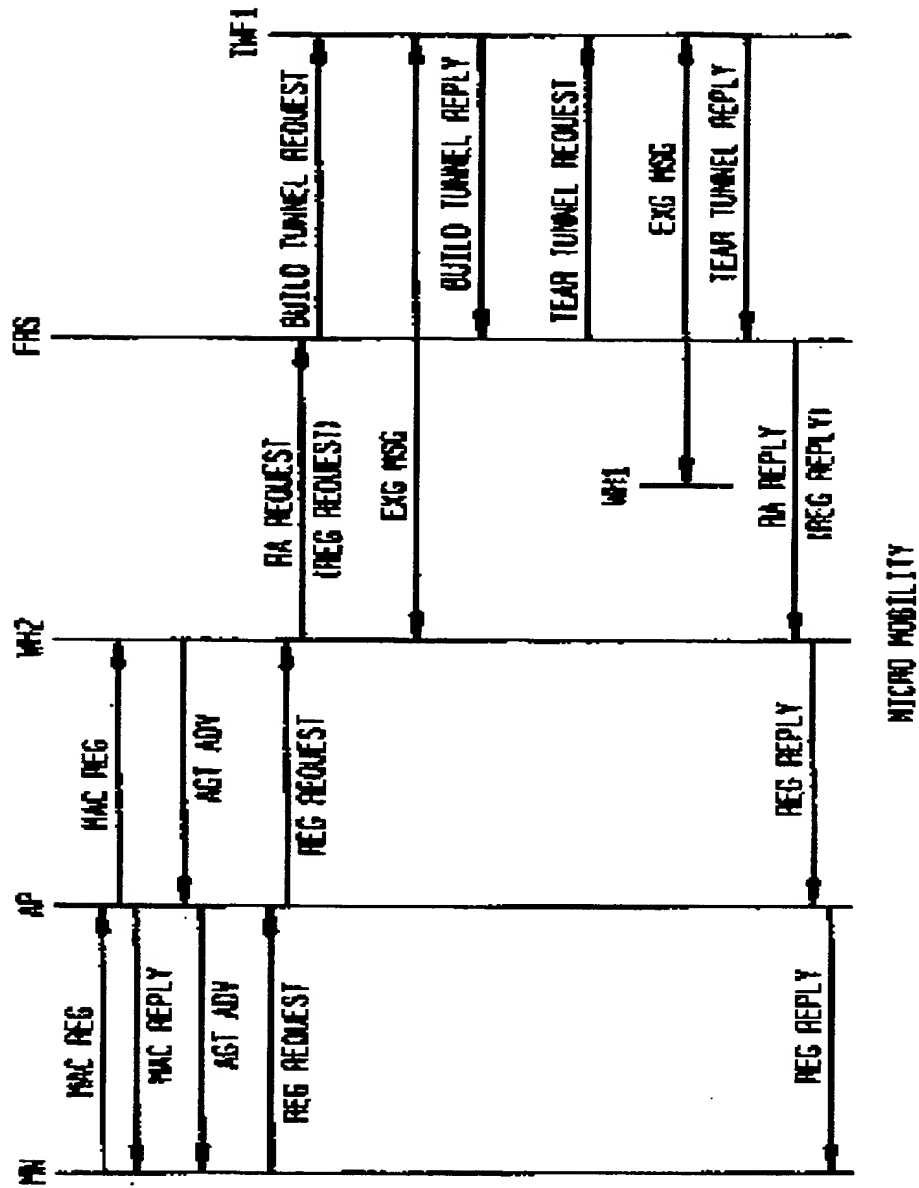 MN
AP
WH2
FRS
IWF1
MAC REG
MAC REG
MAC REPLY
AGT ADV
AGT ADV
REG REQUEST
REG REQUEST
RA REQUEST
(REG REQUEST)
BUILD TUNNEL REQUEST
EXG MSG
BUILD TUNNEL REPLY
TEAR TUNNEL REQUEST
WH1
EXG MSG
TEAR TUNNEL REPLY
RA REPLY
(REG REPLY)
REG REPLY
REG REPLY
MICRO MOBILITY